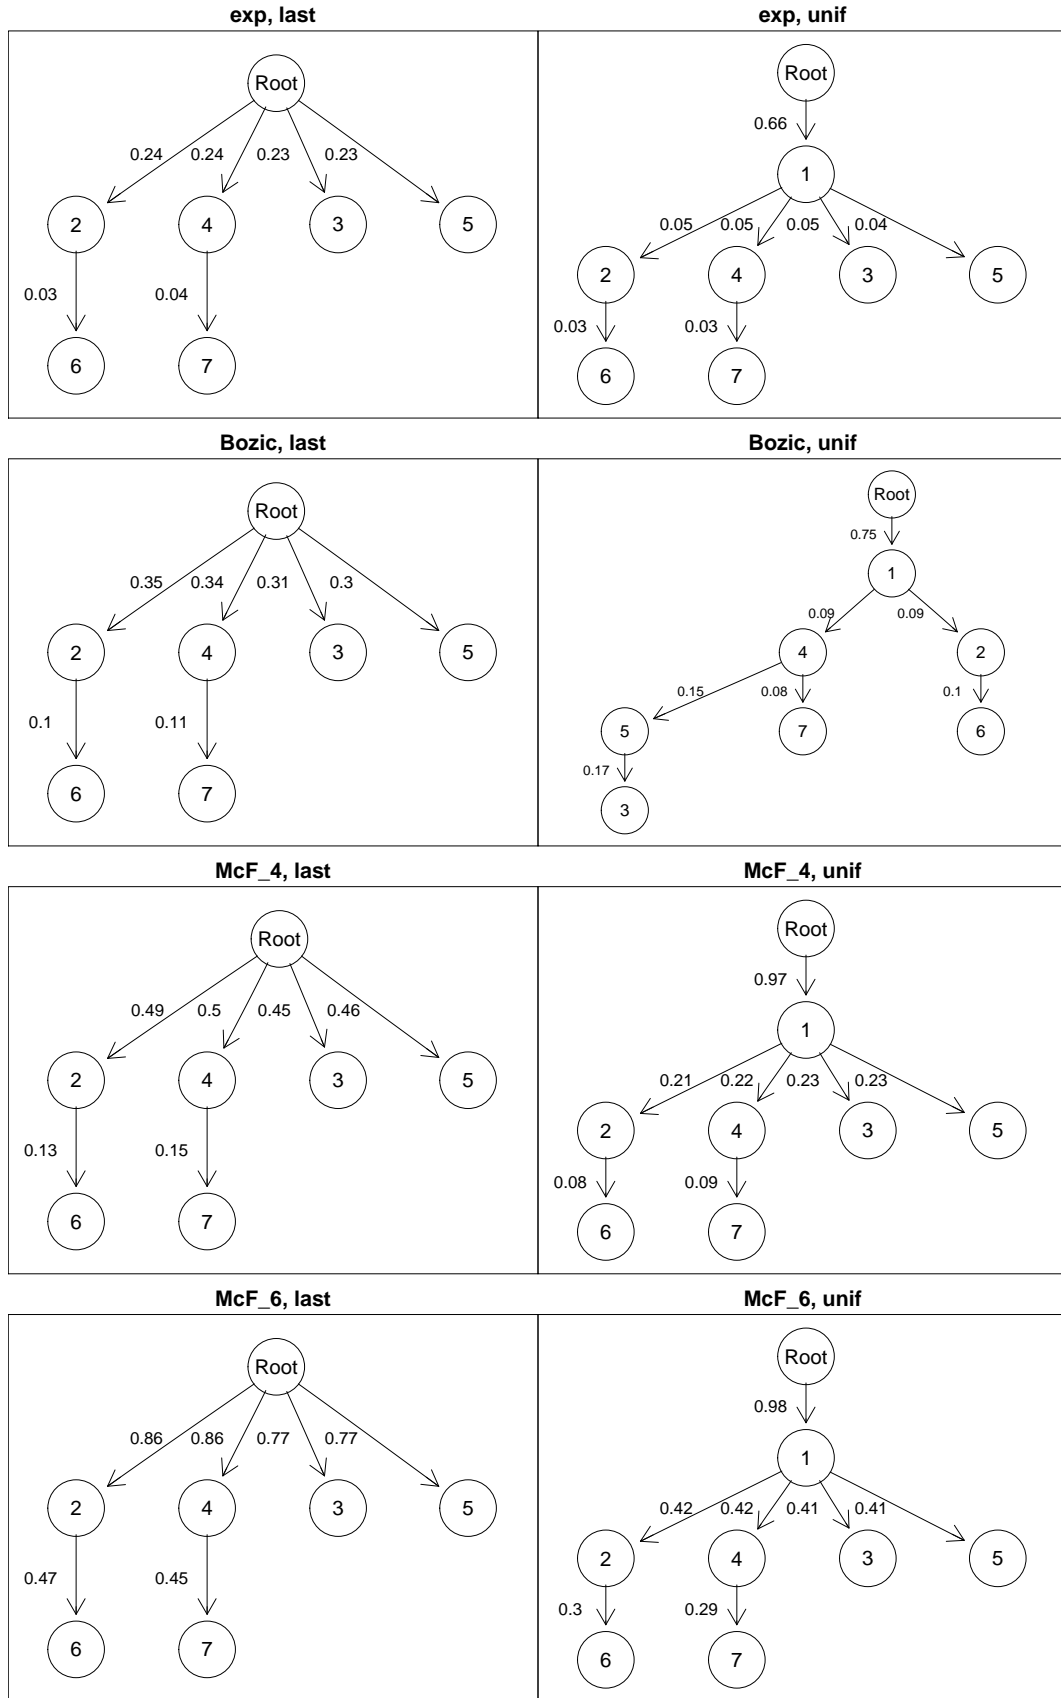 exp, last
exp, unif
Root
0.24 0.24 0.23 0.23
2 4 3 5
0.03 0.04
6 7
Root
0.66
1
0.05 0.05 0.05 0.04
2 4 3 5
0.03 0.03
6 7
Bozic, last
Bozic, unif
Root
0.35 0.34 0.31 0.3
2 4 3 5
0.1 0.11
6 7
Root
0.75
1
0.09 0.09
4 2
0.15 0.08 0.1
5 7 6
0.17
3
McF_4, last
McF_4, unif
Root
0.49 0.5 0.45 0.46
2 4 3 5
0.13 0.15
6 7
Root
0.97
1
0.21 0.22 0.23 0.23
2 4 3 5
0.08 0.09
6 7
McF_6, last
McF_6, unif
Root
0.86 0.86 0.77 0.77
2 4 3 5
0.47 0.45
6 7
Root
0.98
1
0.42 0.42 0.41 0.41
2 4 3 5
0.3 0.29
6 7